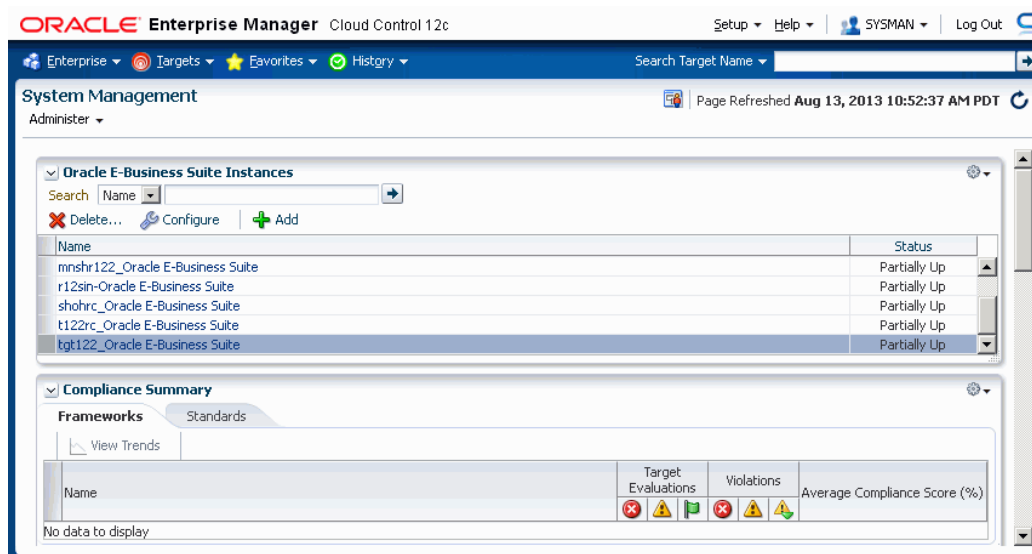 ORACLE Enterprise Manager Cloud Control 12c Setup Help SYSMAN Log Out
Enterprise Targets Favorites History Search Target Name
System Management Page Refreshed Aug 13, 2013 10:52:37 AM PDT
Administer
Oracle E-Business Suite Instances
Search Name
Delete... Configure Add
Name Status
mnshr122_Oracle E-Business Suite Partially Up
r12sin-Oracle E-Business Suite Partially Up
shohrc_Oracle E-Business Suite Partially Up
t122rc_Oracle E-Business Suite Partially Up
tgt122_Oracle E-Business Suite Partially Up
Compliance Summary
Frameworks Standards
View Trends
Name Target Evaluations Violations Average Compliance Score (%)
No data to display